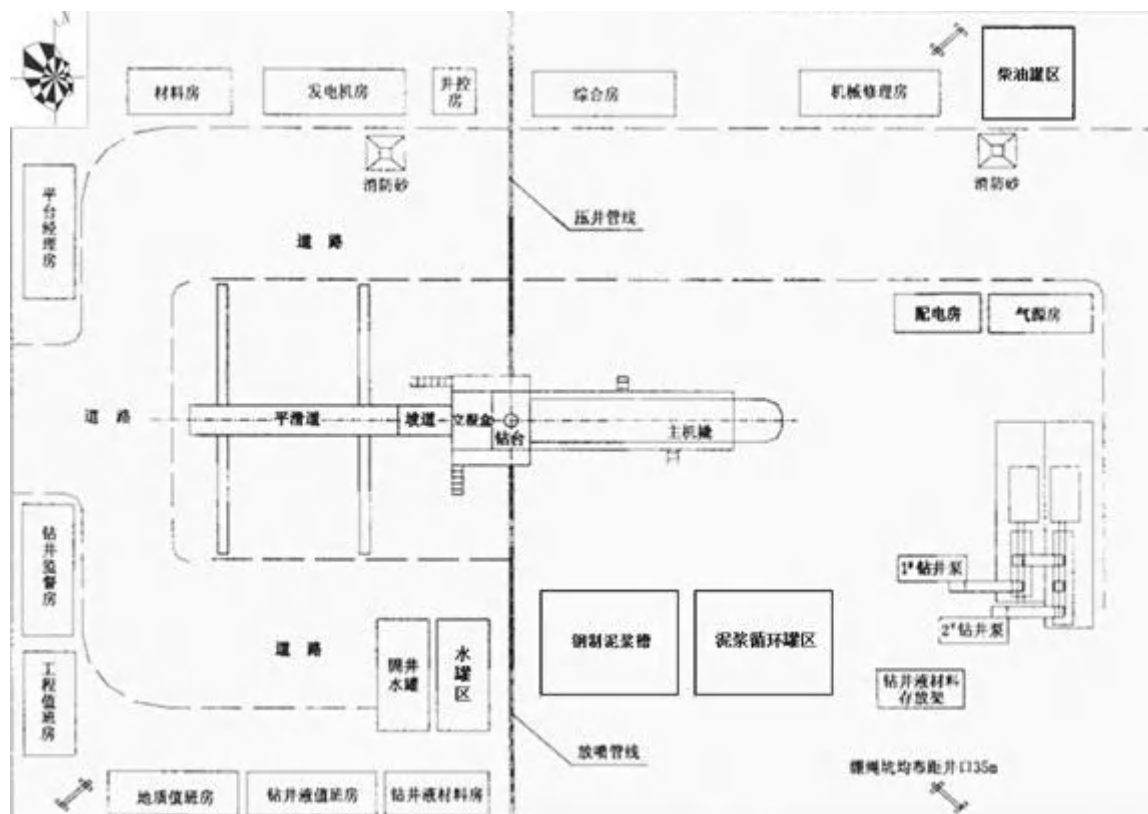 N
材料房
发电机房
井控
房
综合房
机械修理房
柴油罐区
消防砂
消防砂
平台经理房
压井管线
道 路
配电房
气源房
道 路
平滑道
坡道
立根盒
钻台
主机撬
钻井监督房
1#钻井泵
2#钻井泵
工程值班房
道 路
固井
水罐
水罐区
钢制泥浆槽
泥浆循环罐区
钻井液材料
存放架
放喷管线
绷绳坑均布距井口35m
地质值班房
钻井液值班房
钻井液材料房